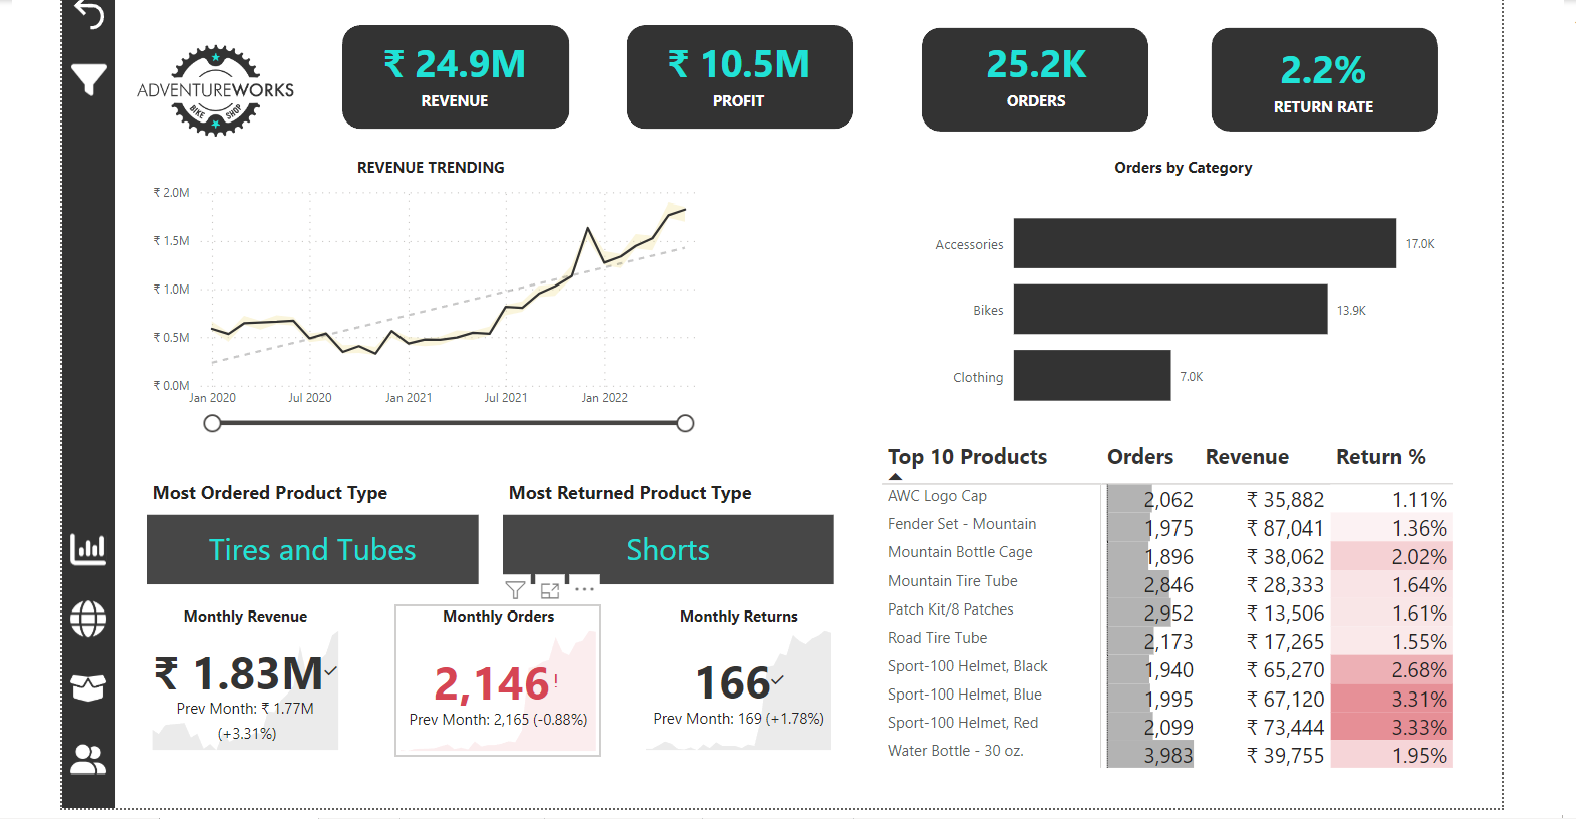 ₹ 24.9M
REVENUE
₹ 10.5M
PROFIT
25.2K
ORDERS
2.2%
RETURN RATE
ADVENTUREWORKS
BIKE SHOP
REVENUE TRENDING
₹ 2.0M
₹ 1.5M
₹ 1.0M
₹ 0.5M
₹ 0.0M
Jan 2020 Jul 2020 Jan 2021 Jul 2021 Jan 2022
Orders by Category
Accessories 17.0K
Bikes 13.9K
Clothing 7.0K
Most Ordered Product Type
Tires and Tubes
Most Returned Product Type
Shorts
Monthly Revenue
₹ 1.83M
Prev Month: ₹ 1.77M
(+3.31%)
Monthly Orders
2,146!
Prev Month: 2,165 (-0.88%)
Monthly Returns
166
Prev Month: 169 (+1.78%)
Top 10 Products Orders Revenue Return %
AWC Logo Cap 2,062 ₹ 35,882 1.11%
Fender Set - Mountain 1,975 ₹ 87,041 1.36%
Mountain Bottle Cage 1,896 ₹ 38,062 2.02%
Mountain Tire Tube 2,846 ₹ 28,333 1.64%
Patch Kit/8 Patches 2,952 ₹ 13,506 1.61%
Road Tire Tube 2,173 ₹ 17,265 1.55%
Sport-100 Helmet, Black 1,940 ₹ 65,270 2.68%
Sport-100 Helmet, Blue 1,995 ₹ 67,120 3.31%
Sport-100 Helmet, Red 2,099 ₹ 73,444 3.33%
Water Bottle - 30 oz. 3,983 ₹ 39,755 1.95%